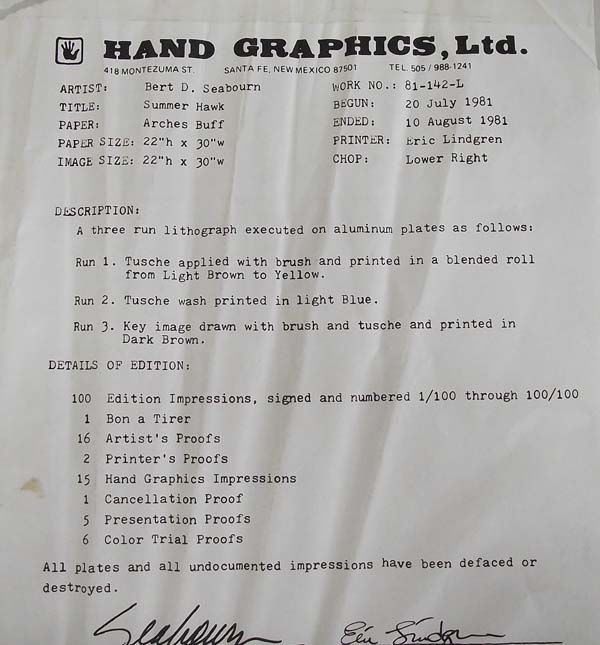 HAND GRAPHICS, Ltd.
418 MONTEZUMA ST. SANTA FE, NEW MEXICO 87501 TEL. 505 / 988-1241
ARTIST: Bert D. Seabourn WORK NO.: 81-142-L
TITLE: Summer Hawk BEGUN: 20 July 1981
PAPER: Arches Buff ENDED: 10 August 1981
PAPER SIZE: 22"h x 30"w PRINTER: Eric Lindgren
IMAGE SIZE: 22"h x 30"w CHOP: Lower Right
DESCRIPTION:
A three run lithograph executed on aluminum plates as follows:
Run 1. Tusche applied with brush and printed in a blended roll
from Light Brown to Yellow.
Run 2. Tusche wash printed in light Blue.
Run 3. Key image drawn with brush and tusche and printed in
Dark Brown.
DETAILS OF EDITION:
100 Edition Impressions, signed and numbered 1/100 through 100/100
1 Bon a Tirer
16 Artist's Proofs
2 Printer's Proofs
15 Hand Graphics Impressions
1 Cancellation Proof
5 Presentation Proofs
6 Color Trial Proofs
All plates and all undocumented impressions have been defaced or
destroyed.
Seabourn Eric Lindgren